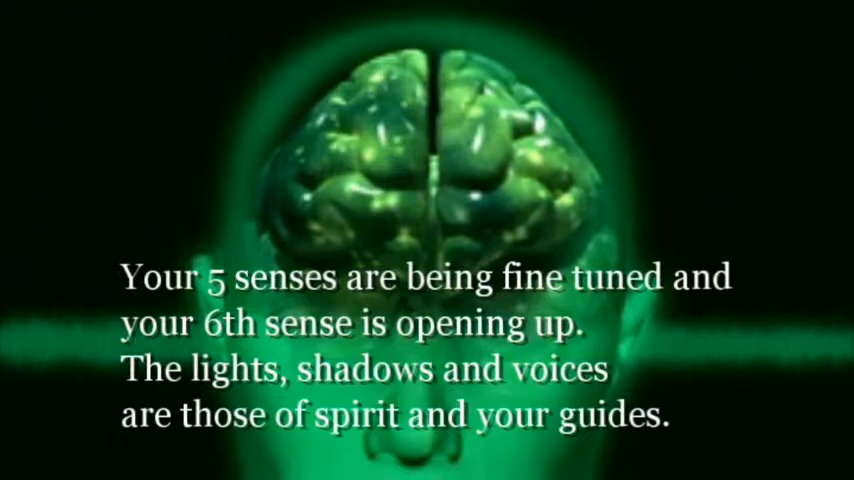 Your 5 senses are being fine tuned and
your 6th sense is opening up.
The lights, shadows and voices
are those of spirit and your guides.